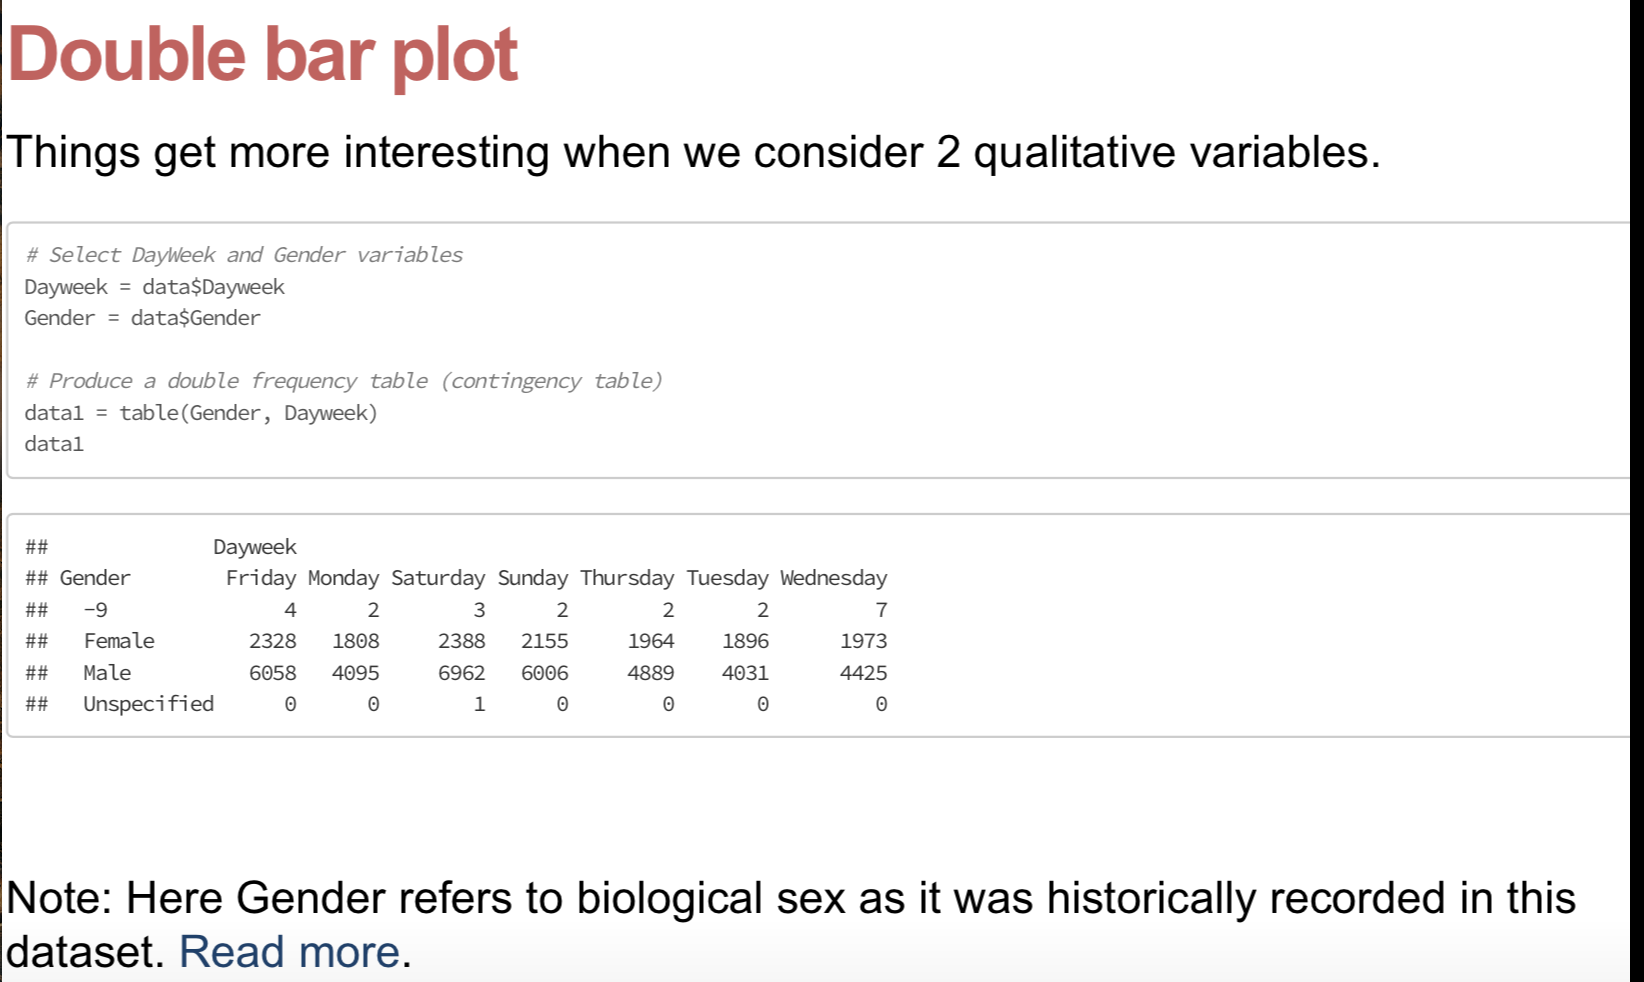 Double bar plot
Things get more interesting when we consider 2 qualitative variables.
# Select DayWeek and Gender variables
Dayweek = data$Dayweek
Gender = data$Gender
# Produce a double frequency table (contingency table)
data1 = table(Gender, Dayweek)
data1
##              Dayweek
## Gender        Friday Monday Saturday Sunday Thursday Tuesday Wednesday
##   -9               4      2        3      2        2       2         7
##   Female        2328   1808     2388   2155     1964    1896      1973
##   Male          6058   4095     6962   6006     4889    4031      4425
##   Unspecified      0      0        1      0        0       0         0
Note: Here Gender refers to biological sex as it was historically recorded in this
dataset. Read more.